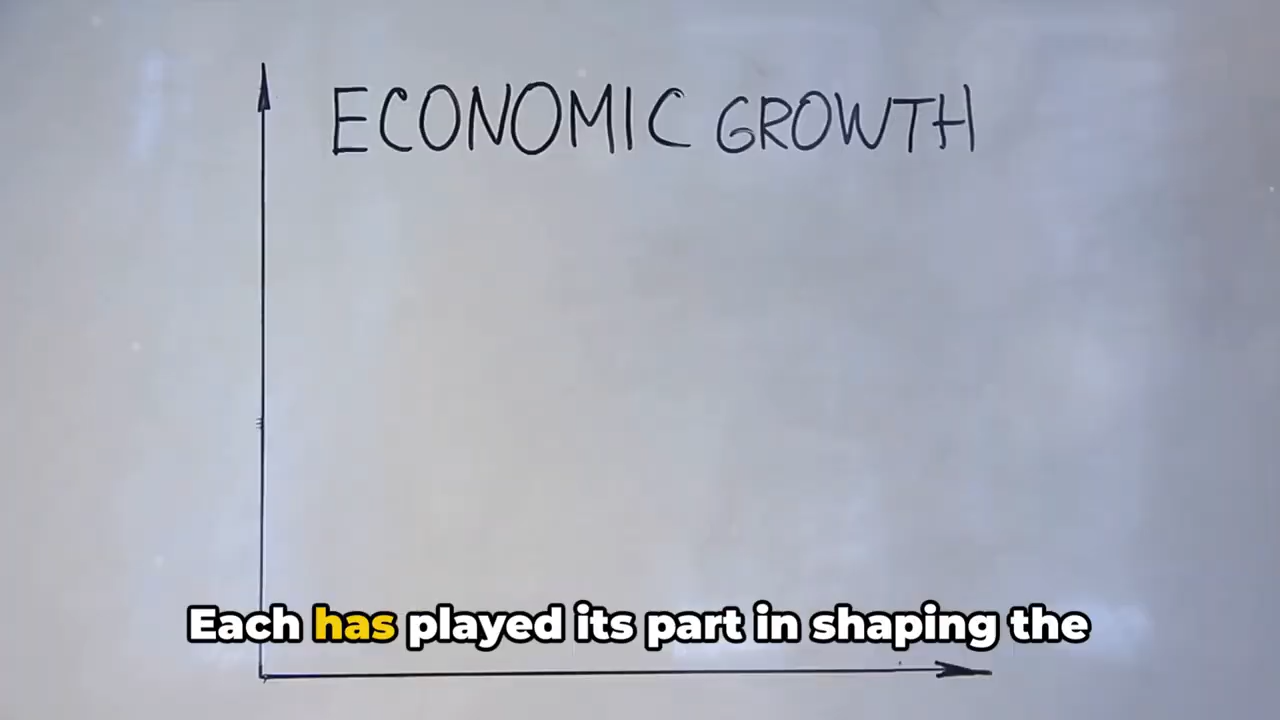 ECONOMIC GROWTH
Each has played its part in shaping the